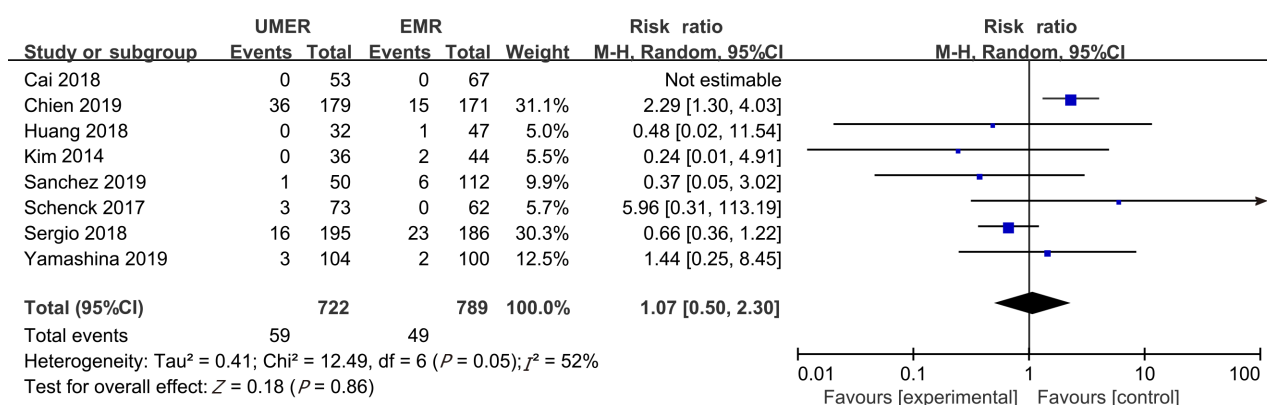 UMER EMR Risk ratio Risk ratio
Study or subgroup Events Total Events Total Weight M-H, Random, 95%CI M-H, Random, 95%CI
Cai 2018 0 53 0 67 Not estimable
Chien 2019 36 179 15 171 31.1% 2.29 [1.30, 4.03]
Huang 2018 0 32 1 47 5.0% 0.48 [0.02, 11.54]
Kim 2014 0 36 2 44 5.5% 0.24 [0.01, 4.91]
Sanchez 2019 1 50 6 112 9.9% 0.37 [0.05, 3.02]
Schenck 2017 3 73 0 62 5.7% 5.96 [0.31, 113.19]
Sergio 2018 16 195 23 186 30.3% 0.66 [0.36, 1.22]
Yamashina 2019 3 104 2 100 12.5% 1.44 [0.25, 8.45]
Total (95%CI) 722 789 100.0% 1.07 [0.50, 2.30]
Total events 59 49
Heterogeneity: Tau² = 0.41; Chi² = 12.49, df = 6 (P = 0.05); I² = 52%
Test for overall effect: Z = 0.18 (P = 0.86)
0.01 0.1 1 10 100
Favours [experimental] Favours [control]